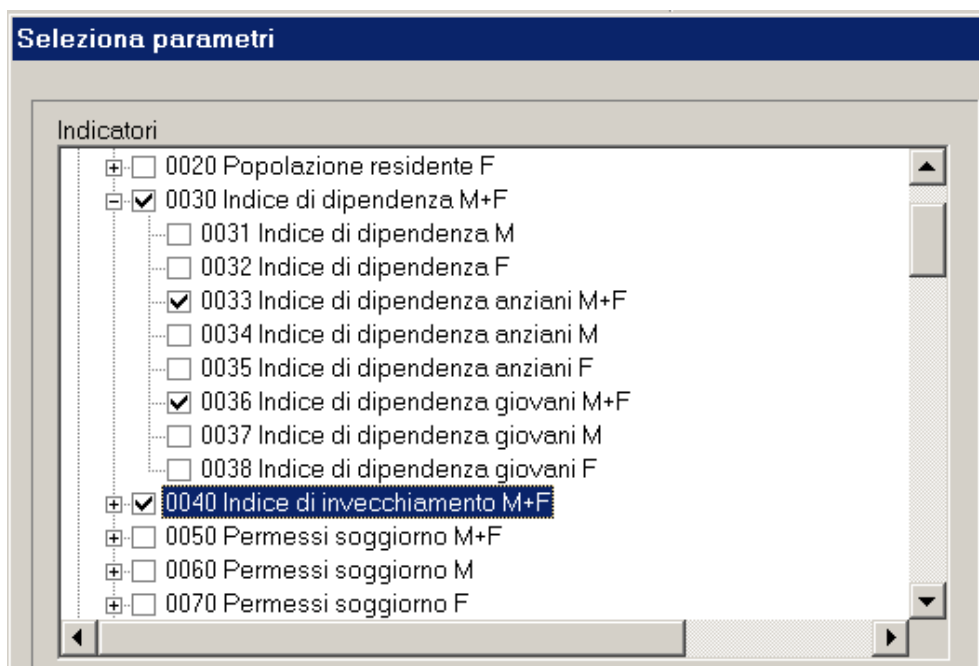 Seleziona parametri
Indicatori
0020 Popolazione residente F
0030 Indice di dipendenza M+F
0031 Indice di dipendenza M
0032 Indice di dipendenza F
0033 Indice di dipendenza anziani M+F
0034 Indice di dipendenza anziani M
0035 Indice di dipendenza anziani F
0036 Indice di dipendenza giovani M+F
0037 Indice di dipendenza giovani M
0038 Indice di dipendenza giovani F
0040 Indice di invecchiamento M+F
0050 Permessi soggiorno M+F
0060 Permessi soggiorno M
0070 Permessi soggiorno F